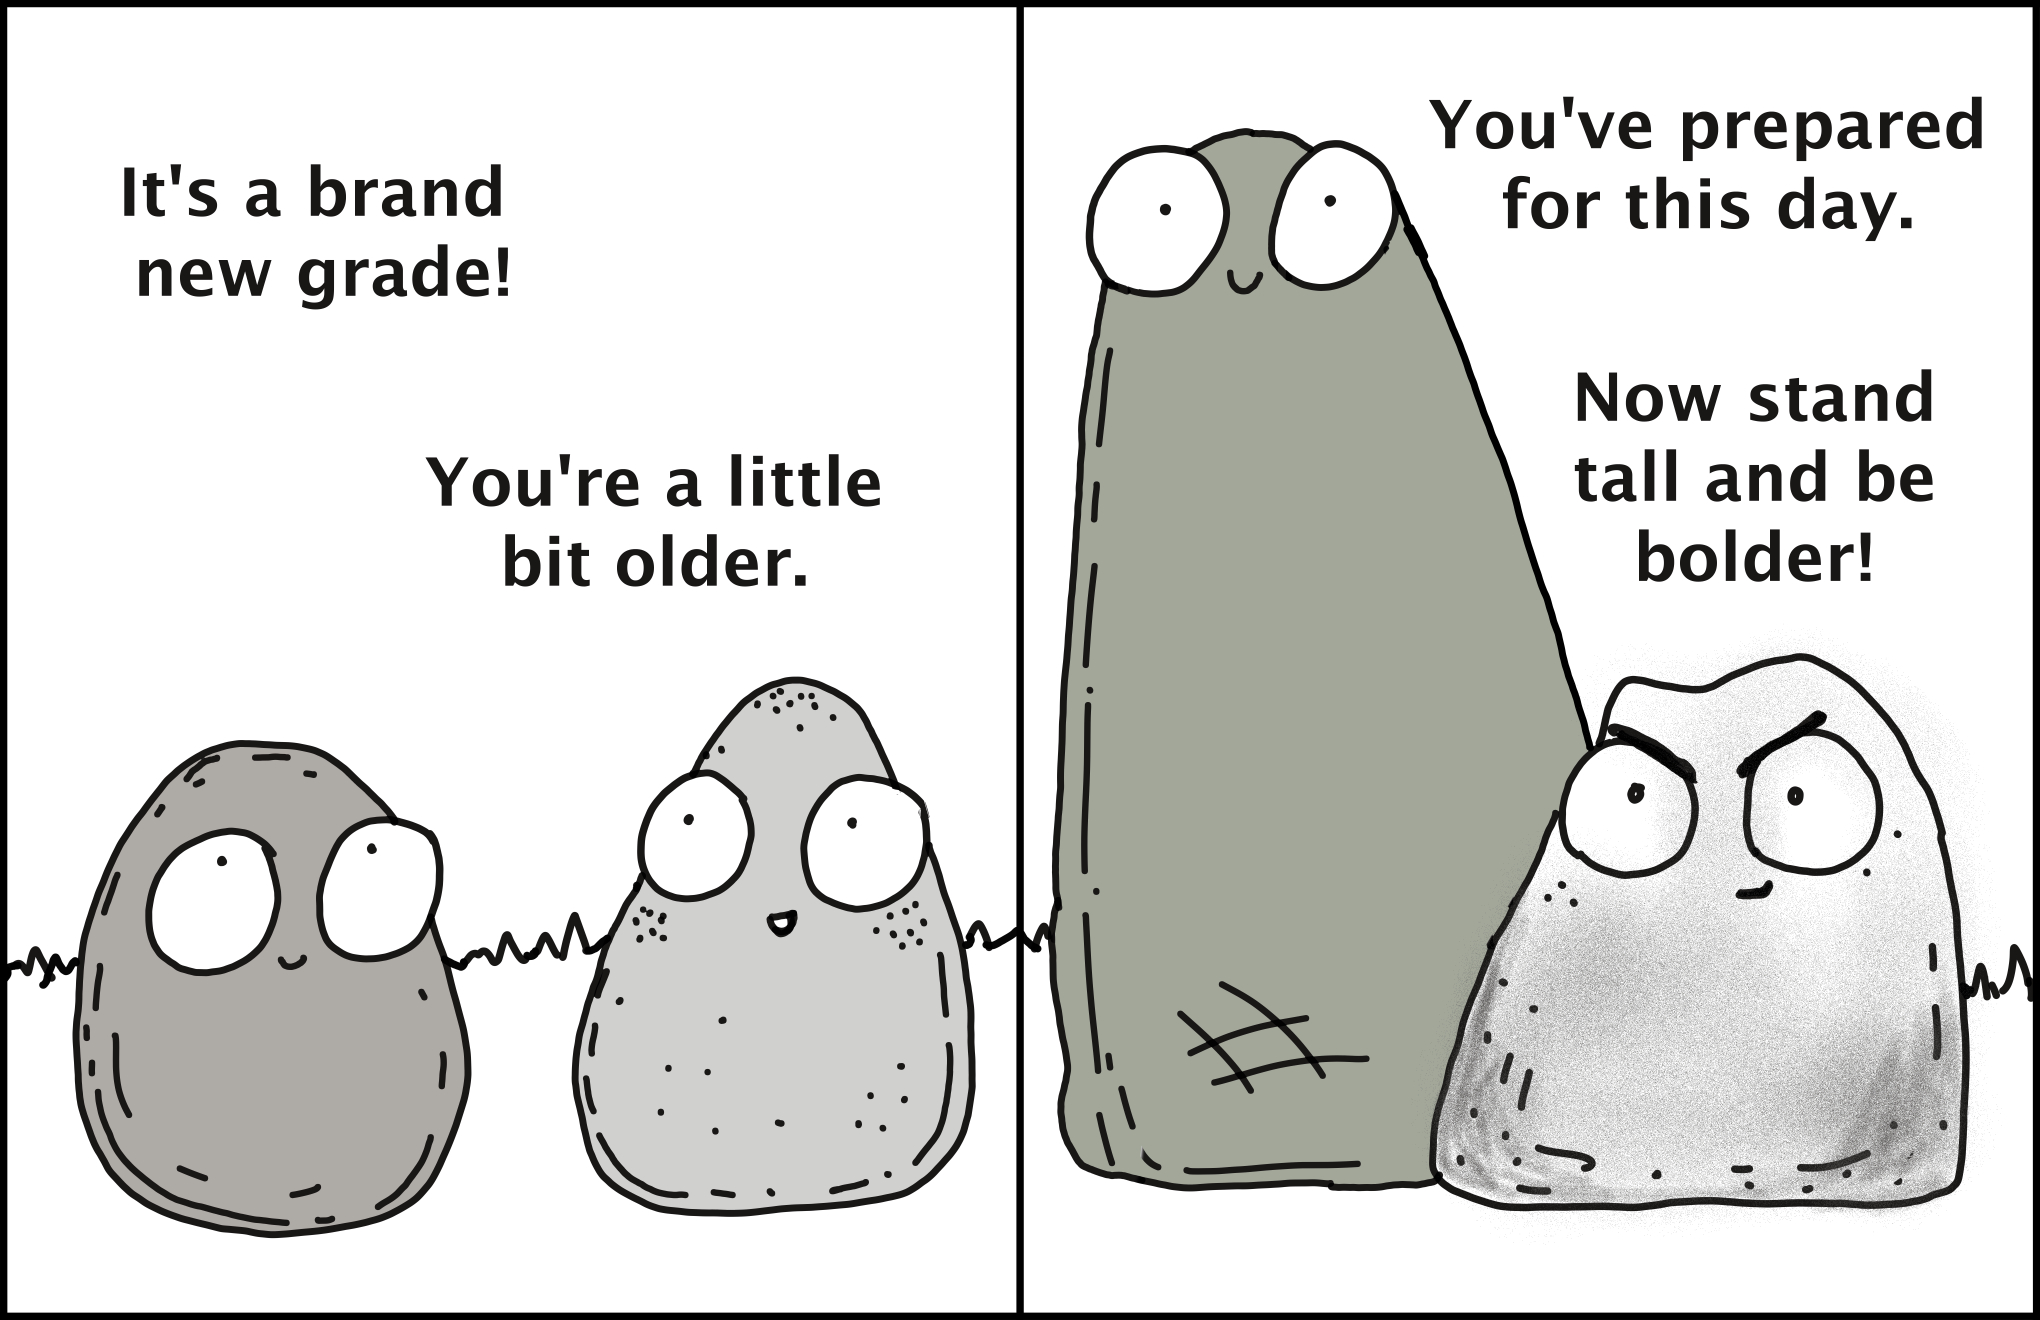 It's a brand
new grade!
You're a little
bit older.
You've prepared
for this day.
Now stand
tall and be
bolder!